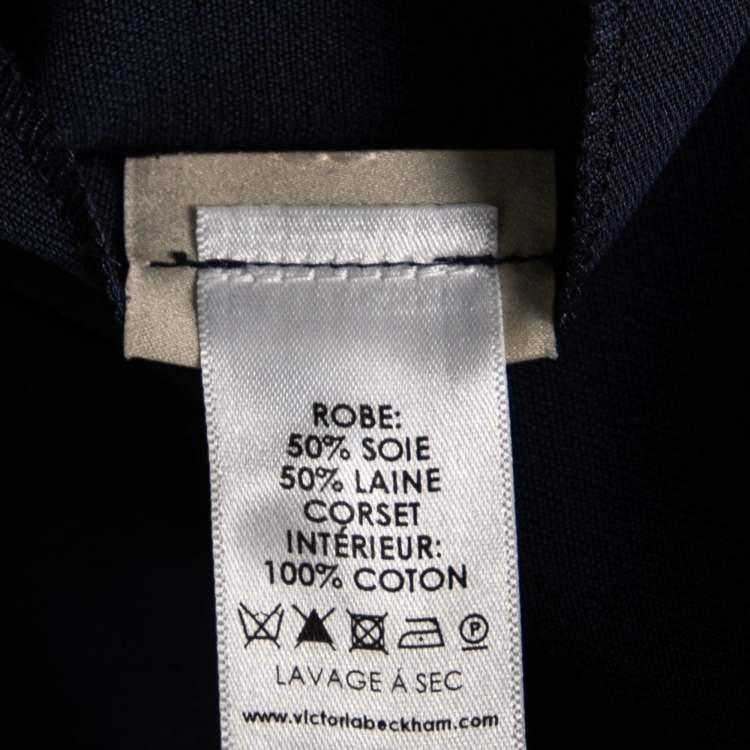 ROBE:
50% SOIE
50% LAINE
CORSET
INTÉRIEUR:
100% COTON
P
LAVAGE Á SEC
www.victoriabeckham.com